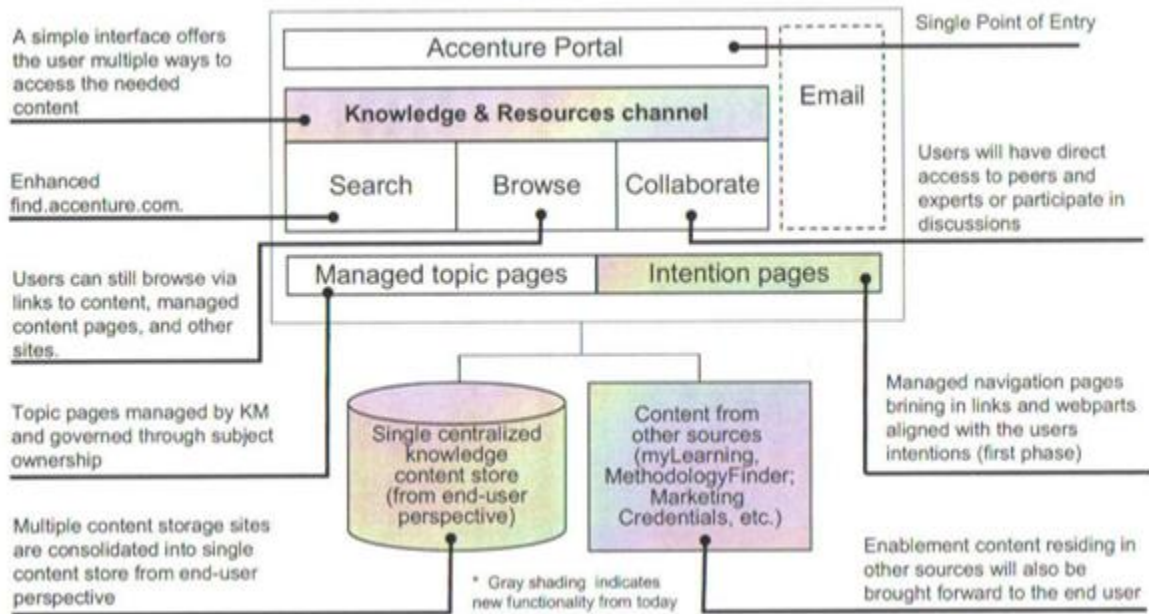 A simple interface offers
the user multiple ways to
access the needed
content
Enhanced
find.accenture.com.
Users can still browse via
links to content, managed
content pages, and other
sites.
Topic pages managed by KM
and governed through subject
ownership
Multiple content storage sites
are consolidated into single
content store from end-user
perspective
Accenture Portal
Knowledge & Resources channel
Search
Browse
Collaborate
Email
Managed topic pages
Intention pages
Single centralized
knowledge
content store
(from end-user
perspective)
Content from
other sources
(myLearning,
MethodologyFinder;
Marketing
Credentials, etc.)
* Gray shading indicates
new functionality from today
Single Point of Entry
Users will have direct
access to peers and
experts or participate in
discussions
Managed navigation pages
brining in links and webparts
aligned with the users
intentions (first phase)
Enablement content residing in
other sources will also be
brought forward to the end user